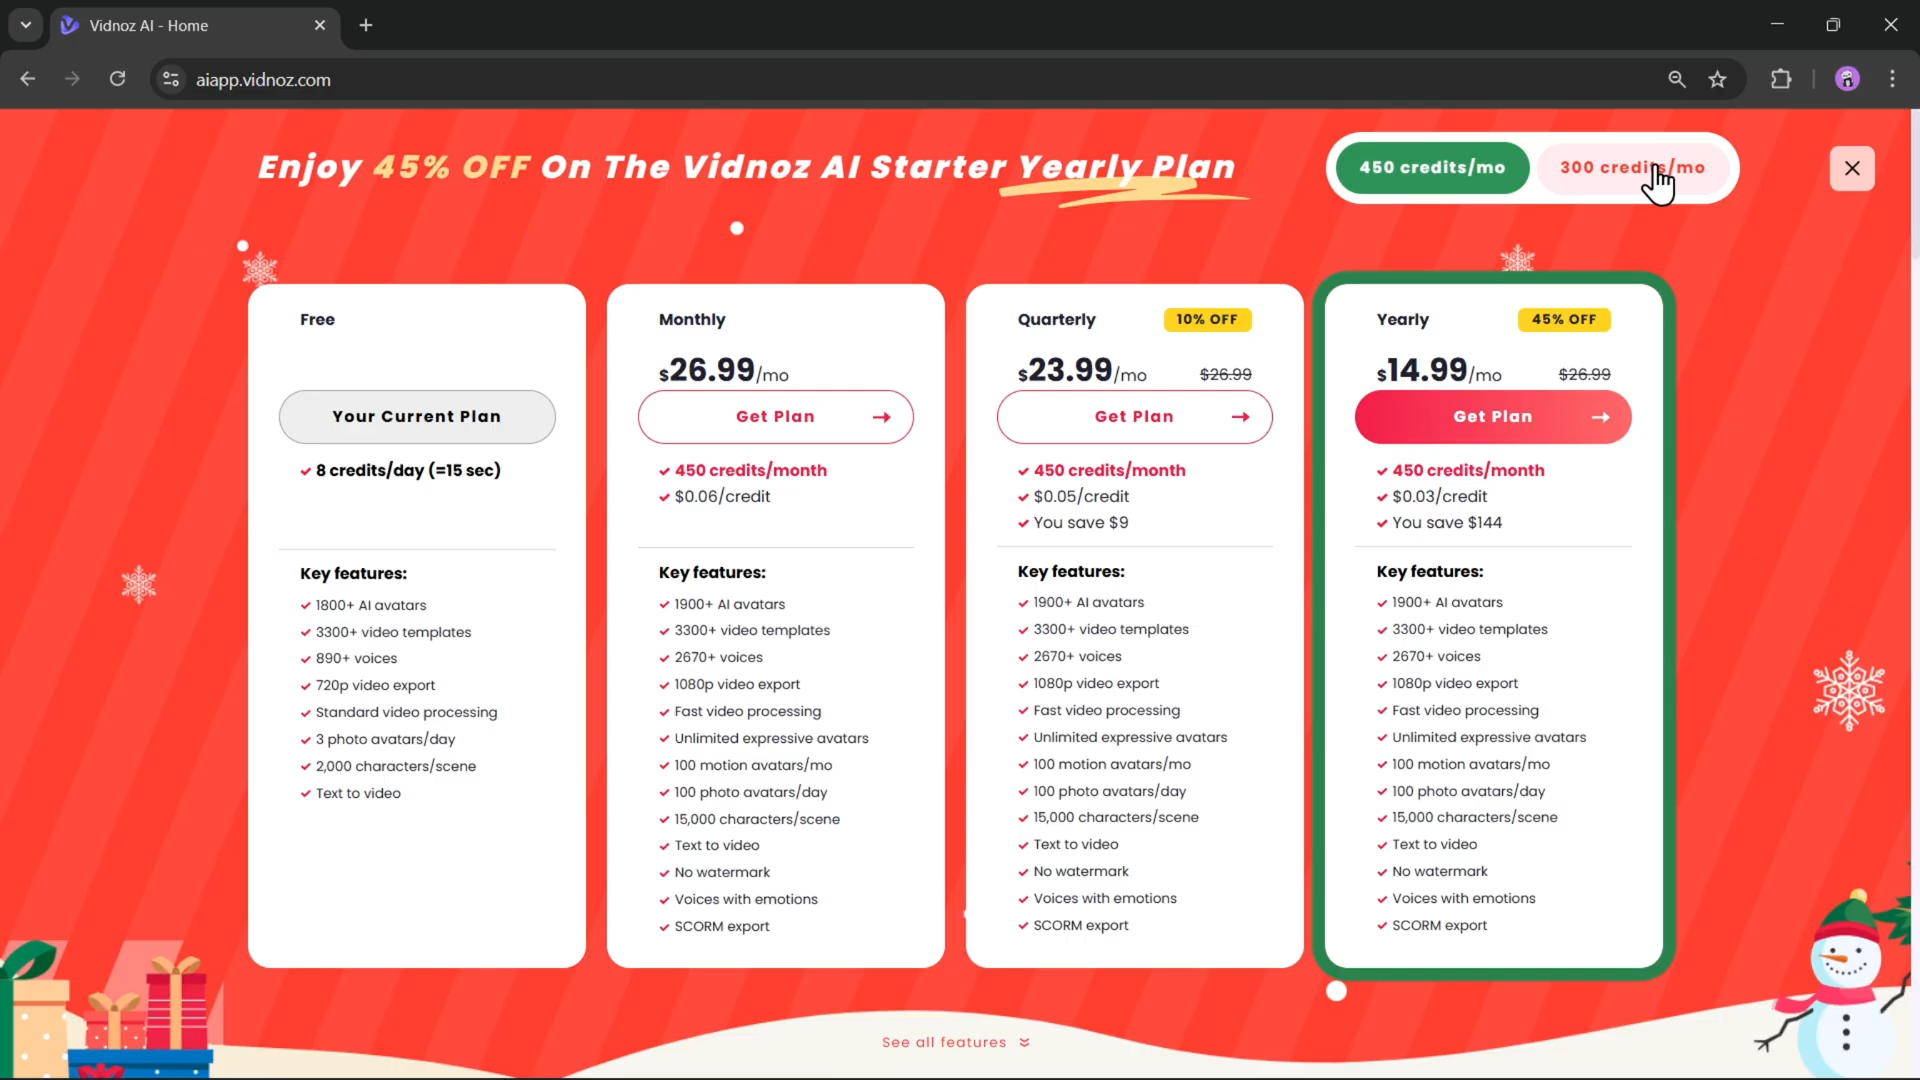 Vidnoz AI - Home
aiapp.vidnoz.com
Enjoy 45% OFF On The Vidnoz AI Starter Yearly Plan
450 credits/mo
300 credits/mo
Free
Your Current Plan
8 credits/day (=15 sec)
Key features:
1800+ AI avatars
3300+ video templates
890+ voices
720p video export
Standard video processing
3 photo avatars/day
2,000 characters/scene
Text to video
Monthly
$26.99/mo
Get Plan
450 credits/month
$0.06/credit
Key features:
1900+ AI avatars
3300+ video templates
2670+ voices
1080p video export
Fast video processing
Unlimited expressive avatars
100 motion avatars/mo
100 photo avatars/day
15,000 characters/scene
Text to video
No watermark
Voices with emotions
SCORM export
Quarterly
10% OFF
$23.99/mo
$26.99
Get Plan
450 credits/month
$0.05/credit
You save $9
Key features:
1900+ AI avatars
3300+ video templates
2670+ voices
1080p video export
Fast video processing
Unlimited expressive avatars
100 motion avatars/mo
100 photo avatars/day
15,000 characters/scene
Text to video
No watermark
Voices with emotions
SCORM export
Yearly
45% OFF
$14.99/mo
$26.99
Get Plan
450 credits/month
$0.03/credit
You save $144
Key features:
1900+ AI avatars
3300+ video templates
2670+ voices
1080p video export
Fast video processing
Unlimited expressive avatars
100 motion avatars/mo
100 photo avatars/day
15,000 characters/scene
Text to video
No watermark
Voices with emotions
SCORM export
See all features